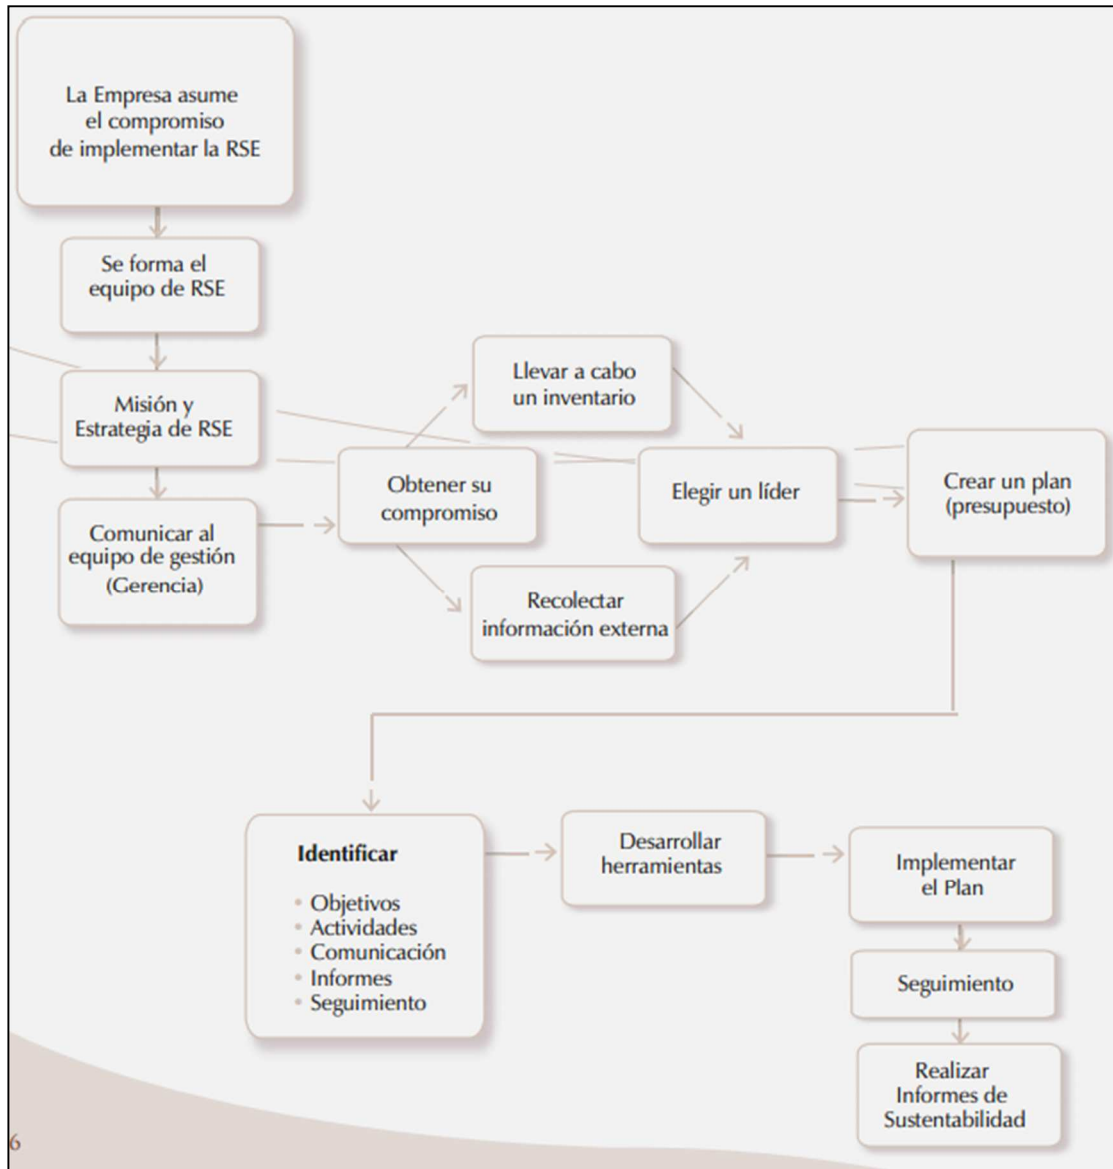 La Empresa asume
el compromiso
de implementar la RSE
Se forma el
equipo de RSE
Misión y
Estrategia de RSE
Comunicar al
equipo de gestión
(Gerencia)
Obtener su
compromiso
Llevar a cabo
un inventario
Recolectar
información externa
Elegir un líder
Crear un plan
(presupuesto)
Identificar
• Objetivos
• Actividades
• Comunicación
• Informes
• Seguimiento
Desarrollar
herramientas
Implementar
el Plan
Seguimiento
Realizar
Informes de
Sustentabilidad
6